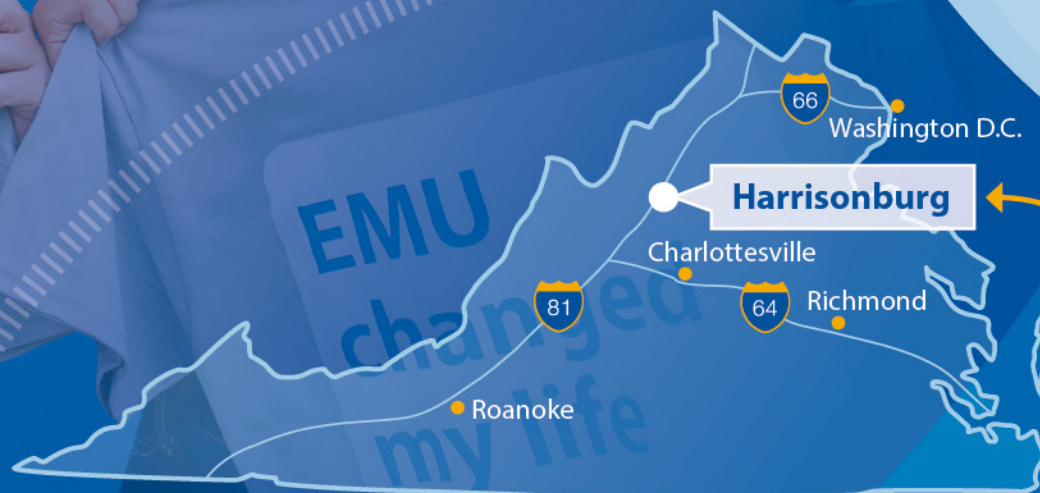 66
Washington D.C.
Harrisonburg
EMU
changed
my life
Charlottesville
81
64
Richmond
Roanoke